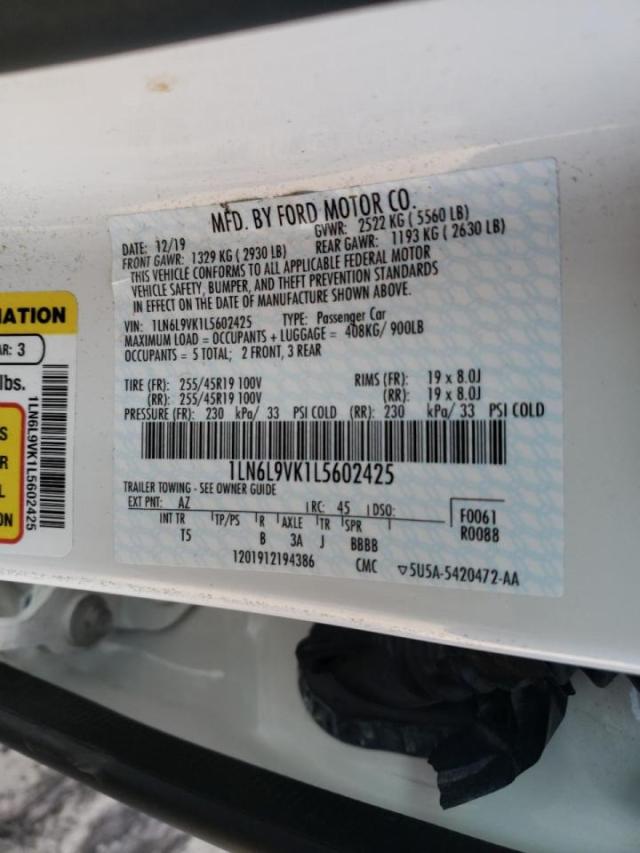 MFD. BY FORD MOTOR CO.
DATE: 12/19 GVWR: 2522 KG ( 5560 LB)
FRONT GAWR: 1329 KG ( 2930 LB) REAR GAWR: 1193 KG ( 2630 LB)
THIS VEHICLE CONFORMS TO ALL APPLICABLE FEDERAL MOTOR
VEHICLE SAFETY, BUMPER, AND THEFT PREVENTION STANDARDS
IN EFFECT ON THE DATE OF MANUFACTURE SHOWN ABOVE.
VIN: 1LN6L9VK1L5602425 TYPE: Passenger Car
MAXIMUM LOAD = OCCUPANTS + LUGGAGE = 408KG/ 900LB
OCCUPANTS = 5 TOTAL; 2 FRONT, 3 REAR
TIRE (FR): 255/45R19 100V RIMS (FR): 19 x 8.0J
(RR): 255/45R19 100V (RR): 19 x 8.0J
PRESSURE (FR): 230 kPa/ 33 PSI COLD (RR): 230 kPa/ 33 PSI COLD
1LN6L9VK1L5602425
TRAILER TOWING - SEE OWNER GUIDE
EXT PNT: AZ RC: 45 DSO: F0061
INT TR TP/PS R AXLE TR SPR R0088
T5 B 3A J BBBB
1201912194386 CMC ▽5U5A-5420472-AA
MATION
AR: 3
lbs.
1LN6L9VK1L5602425
S
R
L
ON